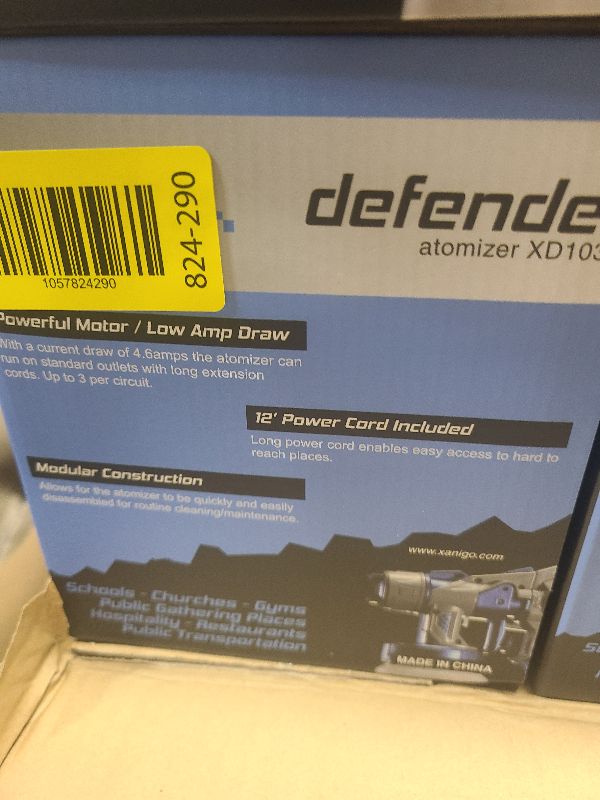 defende
atomizer XD103
824-290
1057824290
Powerful Motor / Low Amp Draw
With a current draw of 4.6amps the atomizer can
run on standard outlets with long extension
cords. Up to 3 per circuit.
12' Power Cord Included
Long power cord enables easy access to hard to
reach places.
Modular Construction
Allows for the atomizer to be quickly and easily
disassembled for routine cleaning/maintenance.
www.xanigo.com
Schools - Churches - Gyms
Public Gathering Places
Hospitality - Restaurants
Public Transportation
MADE IN CHINA